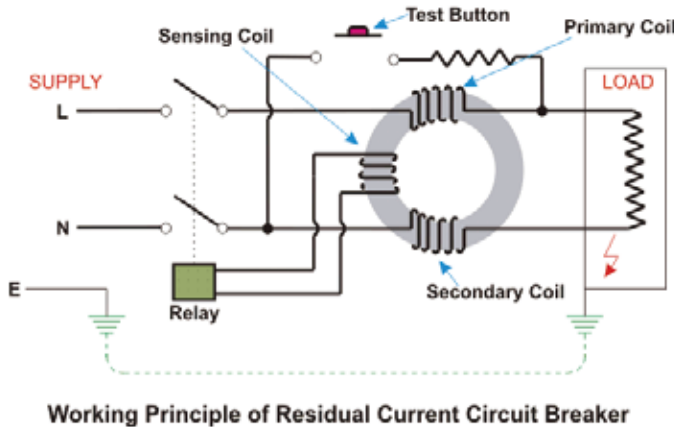 Test Button
Sensing Coil
Primary Coil
SUPPLY
LOAD
L
N
E
Relay
Secondary Coil
Working Principle of Residual Current Circuit Breaker